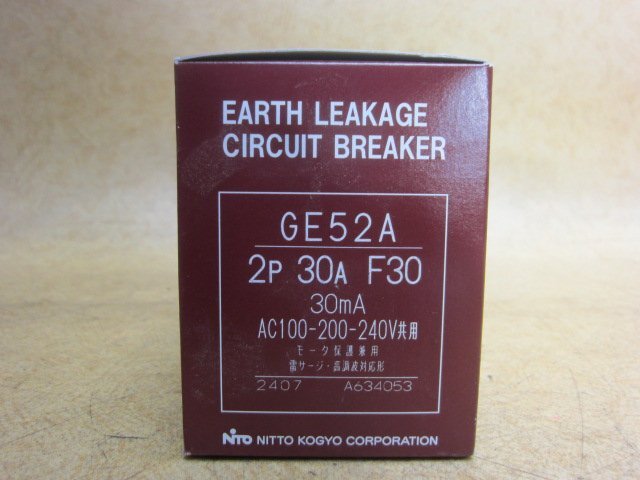 EARTH LEAKAGE
CIRCUIT BREAKER
GE52A
2P 30A F30
30mA
AC100-200-240V共用
モータ保護兼用
雷サージ・高調波対応形
2407 A634053
NITO NITTO KOGYO CORPORATION